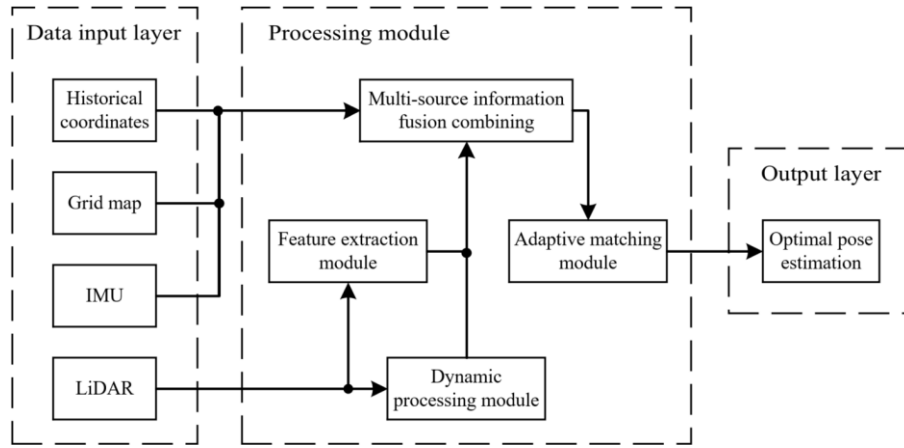 Data input layer
Historical
coordinates
Grid map
IMU
LiDAR
Processing module
Multi-source information
fusion combining
Feature extraction
module
Adaptive matching
module
Dynamic
processing module
Output layer
Optimal pose
estimation